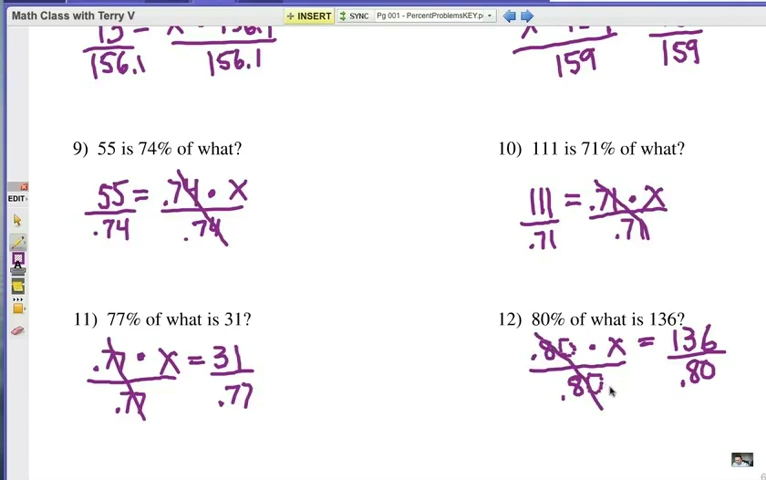 Math Class with Terry V
INSERT SYNC Pg 001 - PercentProblemsKEY.p
156.1 156.1
159 159
9) 55 is 74% of what?
55 = .74 · x
.74 .74
10) 111 is 71% of what?
111 = .71 · x
.71 .71
EDIT
11) 77% of what is 31?
.77 · x = 31
.77 .77
12) 80% of what is 136?
.80 · x = 136
.80 .80